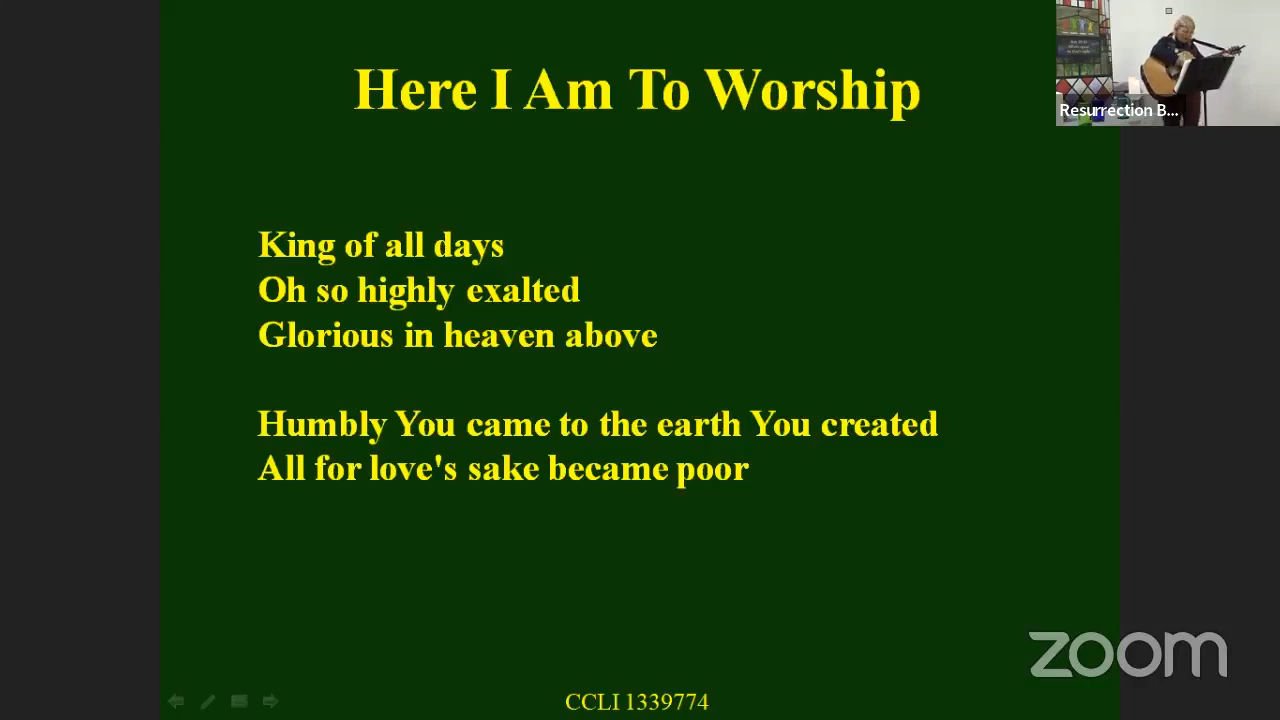 Here I Am To Worship
Resurrection B...
King of all days
Oh so highly exalted
Glorious in heaven above
Humbly You came to the earth You created
All for love's sake became poor
zoom
CCLI 1339774